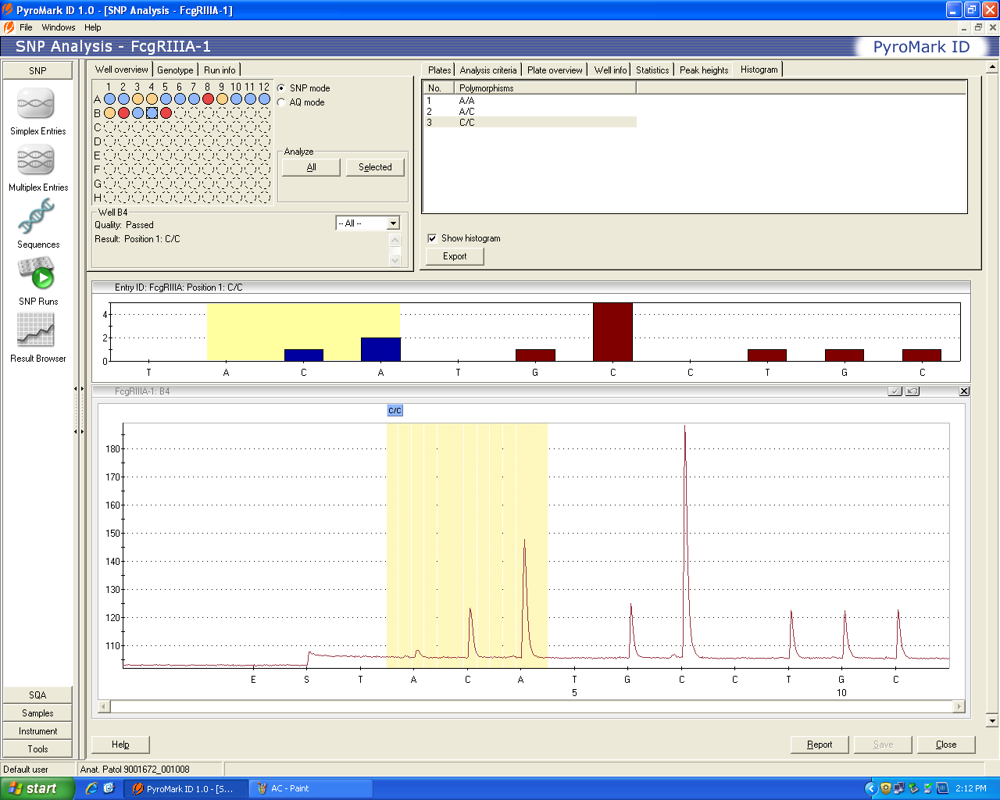 PyroMark ID 1.0 - [SNP Analysis - FcgRIIIA-1]
File Windows Help
SNP Analysis - FcgRIIIA-1
PyroMark ID
SNP
Simplex Entries
Multiplex Entries
Sequences
SNP Runs
Result Browser
SQA
Samples
Instrument
Tools
Well overview Genotype Run info
1 2 3 4 5 6 7 8 9 10 11 12
A
B
C
D
E
F
G
H
SNP mode
AQ mode
Analyze
All Selected
Well B4
Quality: Passed
-- All --
Result: Position 1: C/C
Plates Analysis criteria Plate overview Well info Statistics Peak heights Histogram
No. Polymorphisms
1 A/A
2 A/C
3 C/C
Show histogram
Export
Entry ID: FcgRIIIA: Position 1: C/C
4
2
0
T A C A T G C C T G C
FcgRIIIA-1: B4
C/C
180
170
160
150
140
130
120
110
E S T A C A T G C C T G C
5 10
Help Report Save Close
Default user Anat. Patol 9001672_001008
start PyroMark ID 1.0 - [S... AC - Paint 2:12 PM